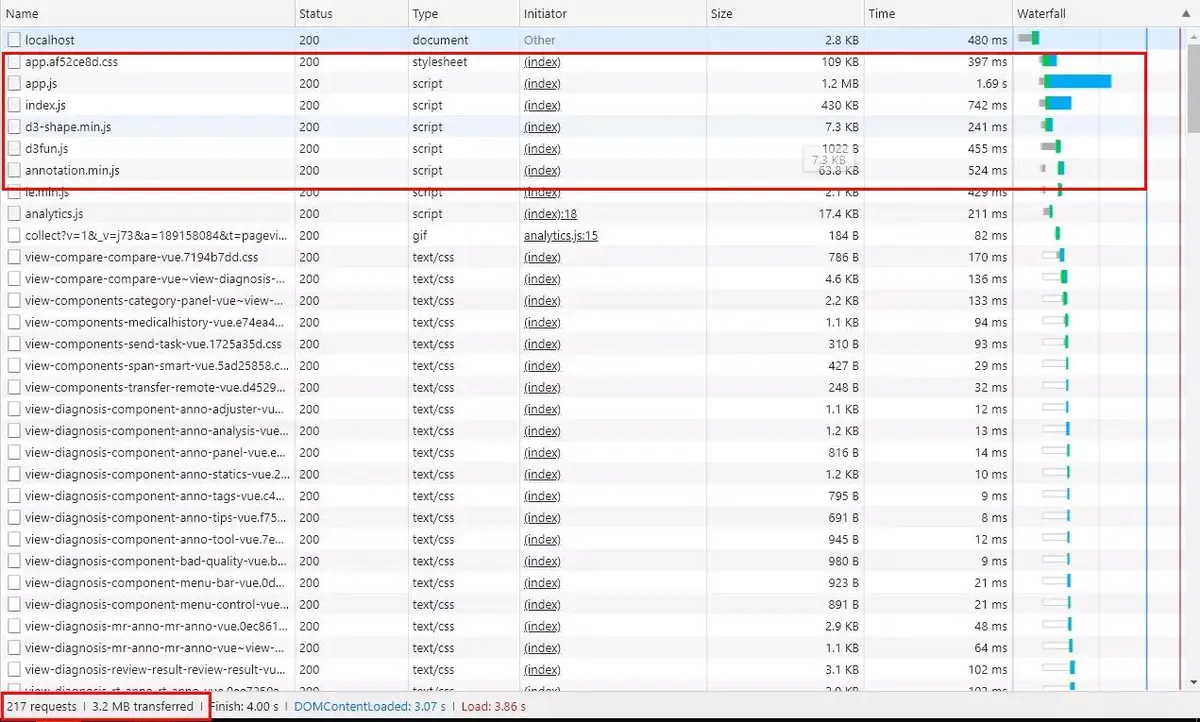 Name Status Type Initiator Size Time Waterfall
localhost 200 document Other 2.8 KB 480 ms
app.af52ce8d.css 200 stylesheet (index) 109 KB 397 ms
app.js 200 script (index) 1.2 MB 1.69 s
index.js 200 script (index) 430 KB 742 ms
d3-shape.min.js 200 script (index) 7.3 KB 241 ms
d3fun.js 200 script (index) 1022 B 455 ms
7.3 KB
annotation.min.js 200 script (index) 63.8 KB 524 ms
ie.min.js 200 script (index) 2.1 KB 429 ms
analytics.js 200 script (index):18 17.4 KB 211 ms
collect?v=1&_v=j73&a=189158084&t=pagevi... 200 gif analytics.js:15 184 B 82 ms
view-compare-compare-vue.7194b7dd.css 200 text/css (index) 786 B 170 ms
view-compare-compare-vue~view-diagnosis-... 200 text/css (index) 4.6 KB 136 ms
view-components-category-panel-vue~view-... 200 text/css (index) 2.2 KB 133 ms
view-components-medicalhistory-vue.e74ea4... 200 text/css (index) 1.1 KB 94 ms
view-components-send-task-vue.1725a35d.css 200 text/css (index) 310 B 93 ms
view-components-span-smart-vue.5ad25858.c... 200 text/css (index) 427 B 29 ms
view-components-transfer-remote-vue.d4529... 200 text/css (index) 248 B 32 ms
view-diagnosis-component-anno-adjuster-vu... 200 text/css (index) 1.1 KB 12 ms
view-diagnosis-component-anno-analysis-vue... 200 text/css (index) 1.2 KB 13 ms
view-diagnosis-component-anno-panel-vue.e... 200 text/css (index) 816 B 14 ms
view-diagnosis-component-anno-statics-vue.2... 200 text/css (index) 1.2 KB 10 ms
view-diagnosis-component-anno-tags-vue.c4... 200 text/css (index) 795 B 9 ms
view-diagnosis-component-anno-tips-vue.f75... 200 text/css (index) 691 B 8 ms
view-diagnosis-component-anno-tool-vue.7e... 200 text/css (index) 945 B 12 ms
view-diagnosis-component-bad-quality-vue.b... 200 text/css (index) 980 B 9 ms
view-diagnosis-component-menu-bar-vue.0d... 200 text/css (index) 923 B 21 ms
view-diagnosis-component-menu-control-vue... 200 text/css (index) 891 B 21 ms
view-diagnosis-mr-anno-mr-anno-vue.0ec861... 200 text/css (index) 2.9 KB 48 ms
view-diagnosis-mr-anno-mr-anno-vue~view-... 200 text/css (index) 1.1 KB 64 ms
view-diagnosis-review-result-review-result-vu... 200 text/css (index) 3.1 KB 102 ms
200 text/css (index)
217 requests | 3.2 MB transferred | Finish: 4.00 s | DOMContentLoaded: 3.07 s | Load: 3.86 s